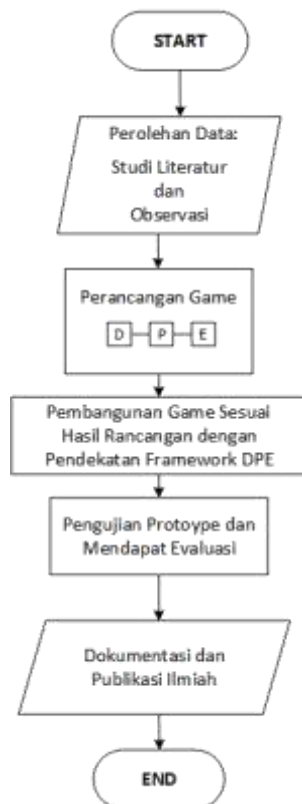 START
Perolehan Data:
Studi Literatur
dan
Observasi
Perancangan Game
D P E
Pembangunan Game Sesuai
Hasil Rancangan dengan
Pendekatan Framework DPE
Pengujian Protoype dan
Mendapat Evaluasi
Dokumentasi dan
Publikasi Ilmiah
END